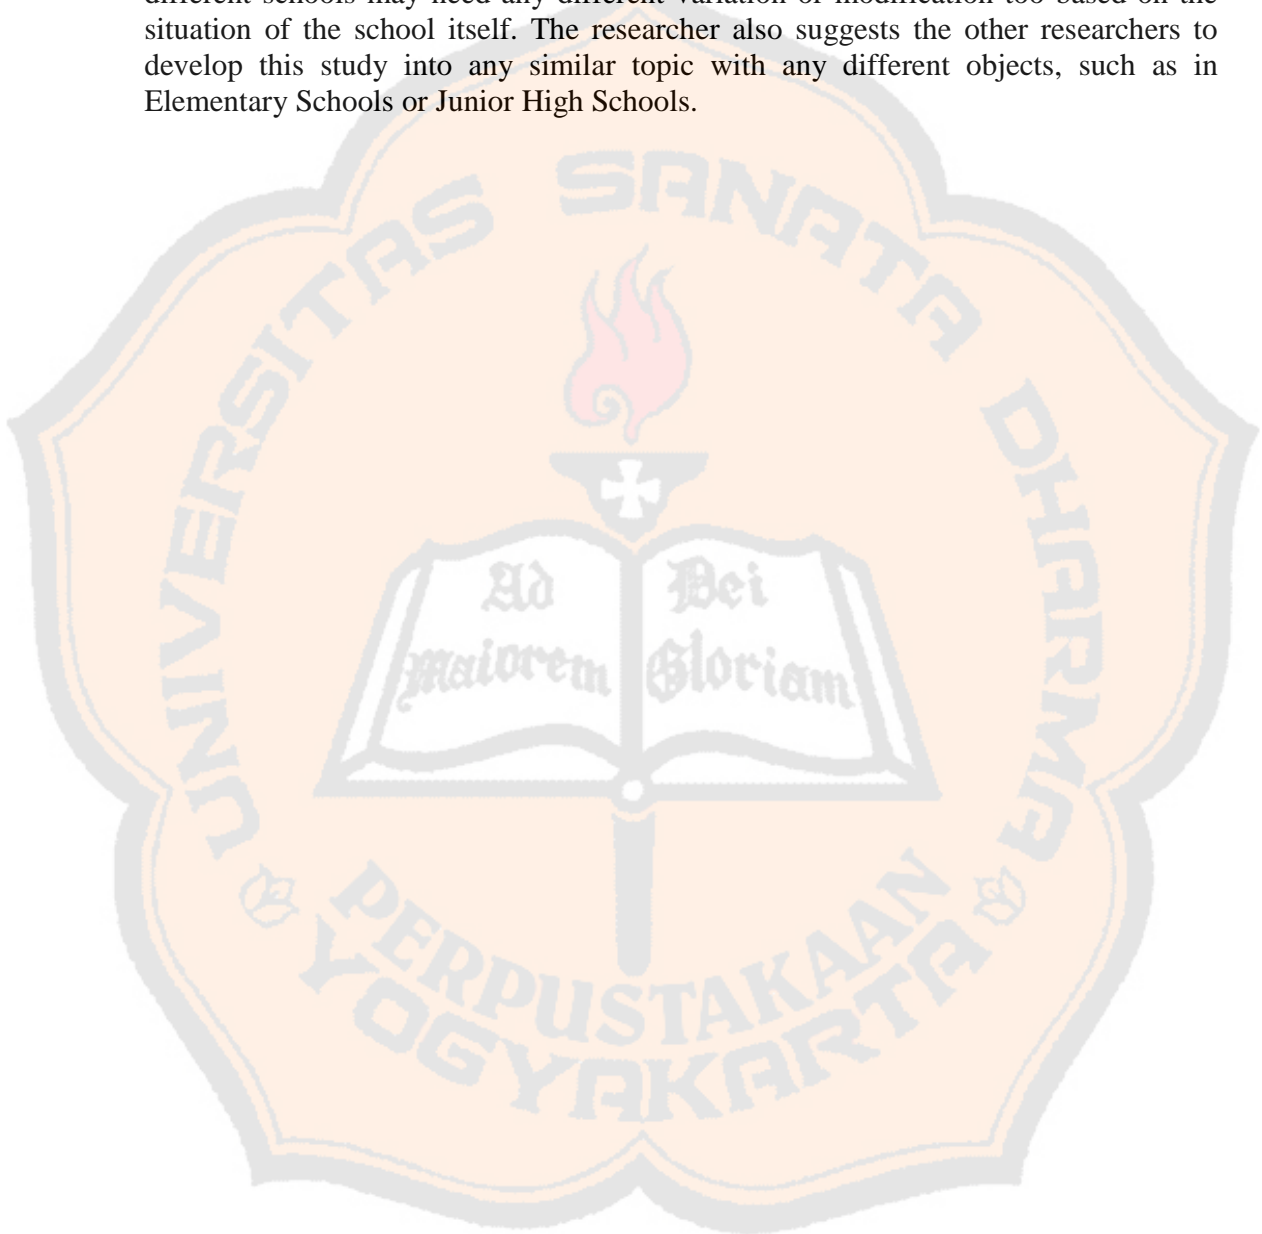 different schools may need any different variation or modification too based on the
situation of the school itself. The researcher also suggests the other researchers to
develop this study into any similar topic with any different objects, such as in
Elementary Schools or Junior High Schools.
UNIVERSITAS SANATA DHARMA
Ad Dei
Maiorem Gloriam
PERPUSTAKAAN
YOGYAKARTA